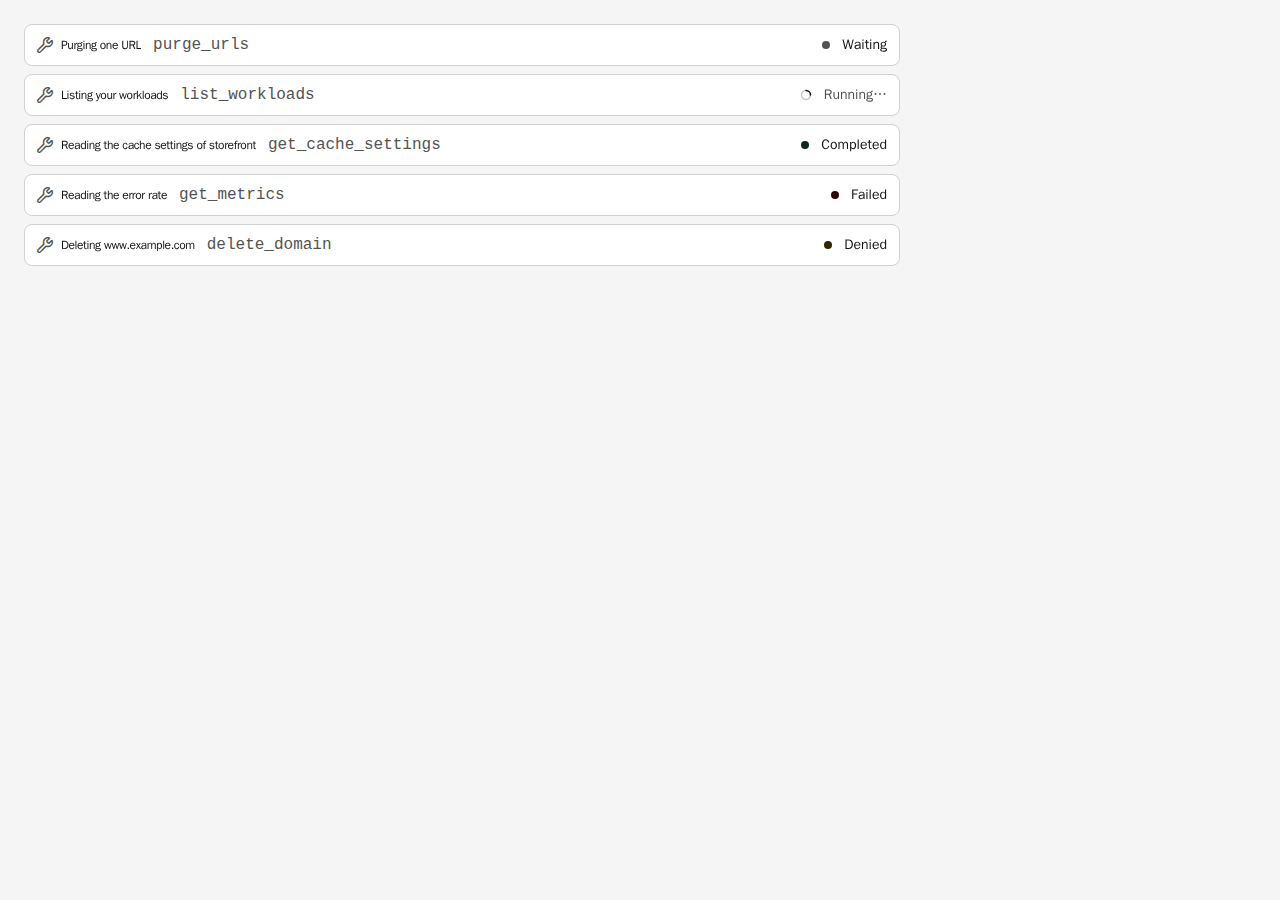 Purging one URL purge_urls Waiting
Listing your workloads list_workloads Running···
Reading the cache settings of storefront get_cache_settings Completed
Reading the error rate get_metrics Failed
Deleting www.example.com delete_domain Denied